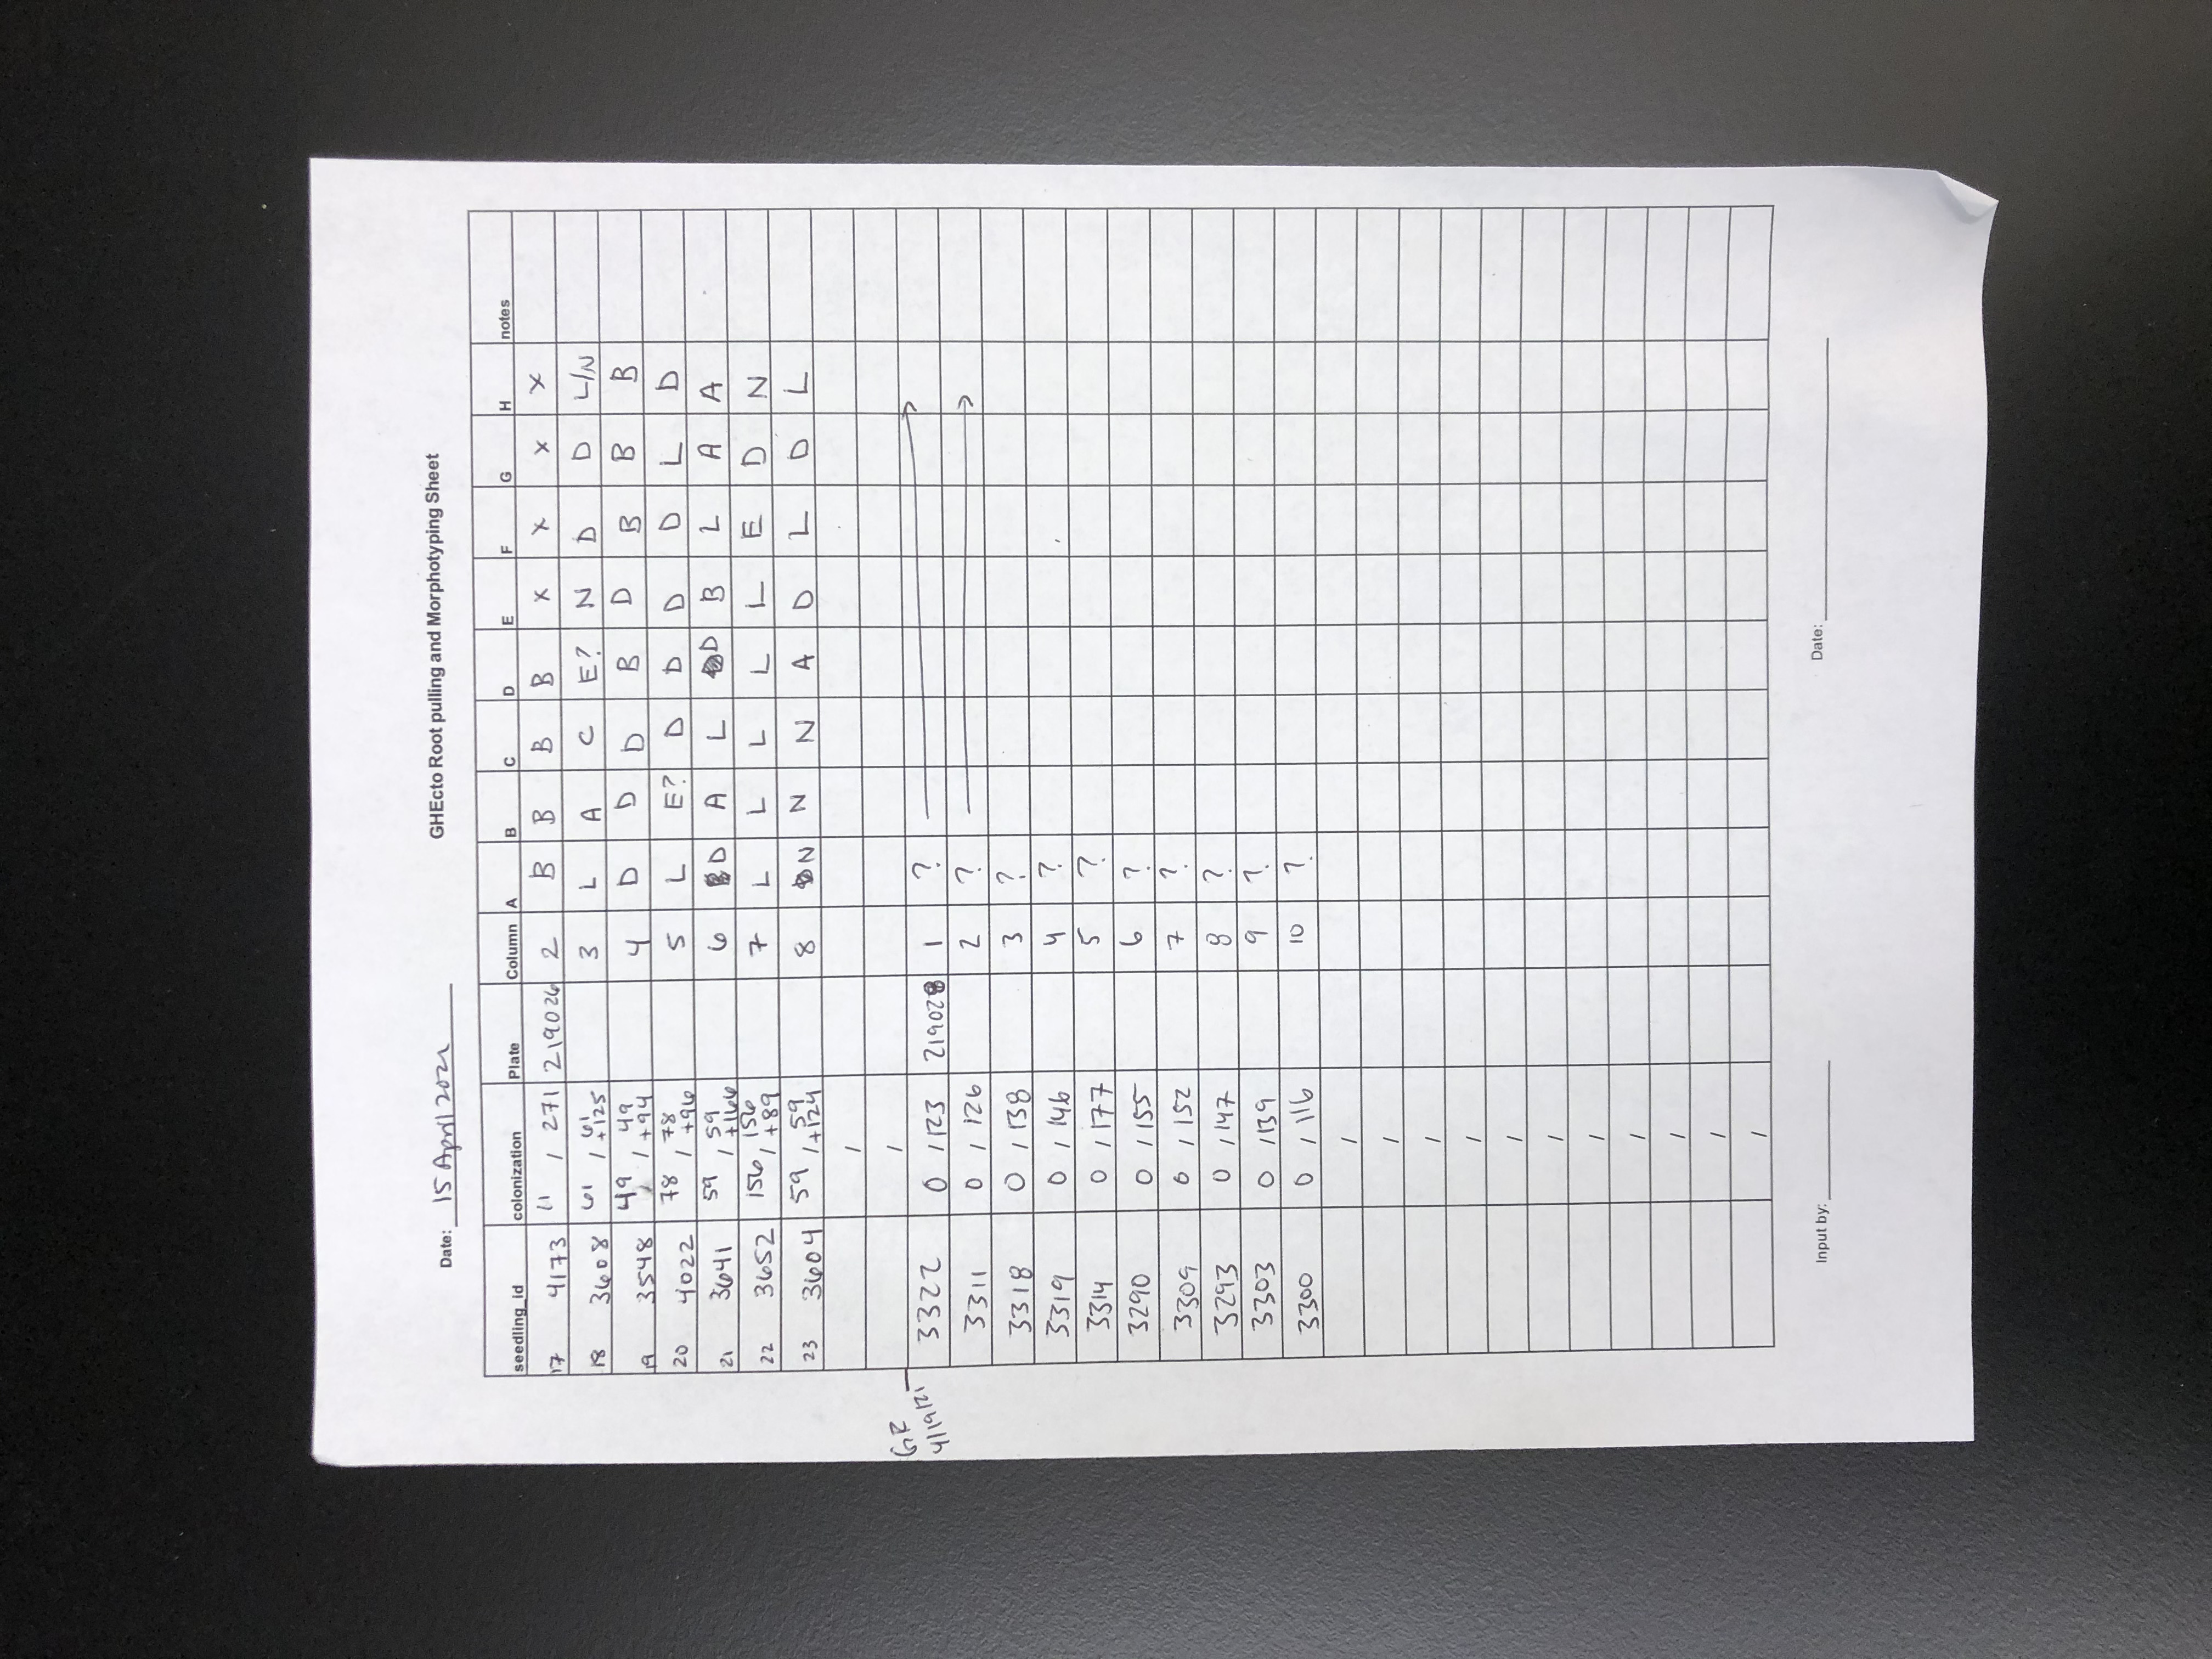 Date: 15 April 2021 GHEcto Root pulling and Morphotyping Sheet
seedling_id colonization Plate Column A B C D E F G H notes
17 4173 11 / 271 219026 2 B B B B X X X X
18 3608 61 / 61 +125 3 L A C E? N D D L/N
19 3548 49 / 49 +94 4 D D D B D B B B
20 4022 78 / 78 +96 5 L E? D D D D L D
21 3641 59 / 59 +166 6 D A L D B L A A
22 3652 156 / 156 +89 7 L L L L L E D N
23 3604 59 / 59 +124 8 N N N A D L D L
/
/
GR
4/19/21
3322 0 / 123 219028 1 ?
3311 0 / 126 2 ?
3318 0 / 138 3 ?
3319 0 / 146 4 ?
3314 0 / 177 5 ?
3290 0 / 155 6 ?
3309 0 / 152 7 ?
3293 0 / 147 8 ?
3303 0 / 139 9 ?
3300 0 / 116 10 ?
/
/
/
/
/
/
/
/
/
/
/
Input by: Date: